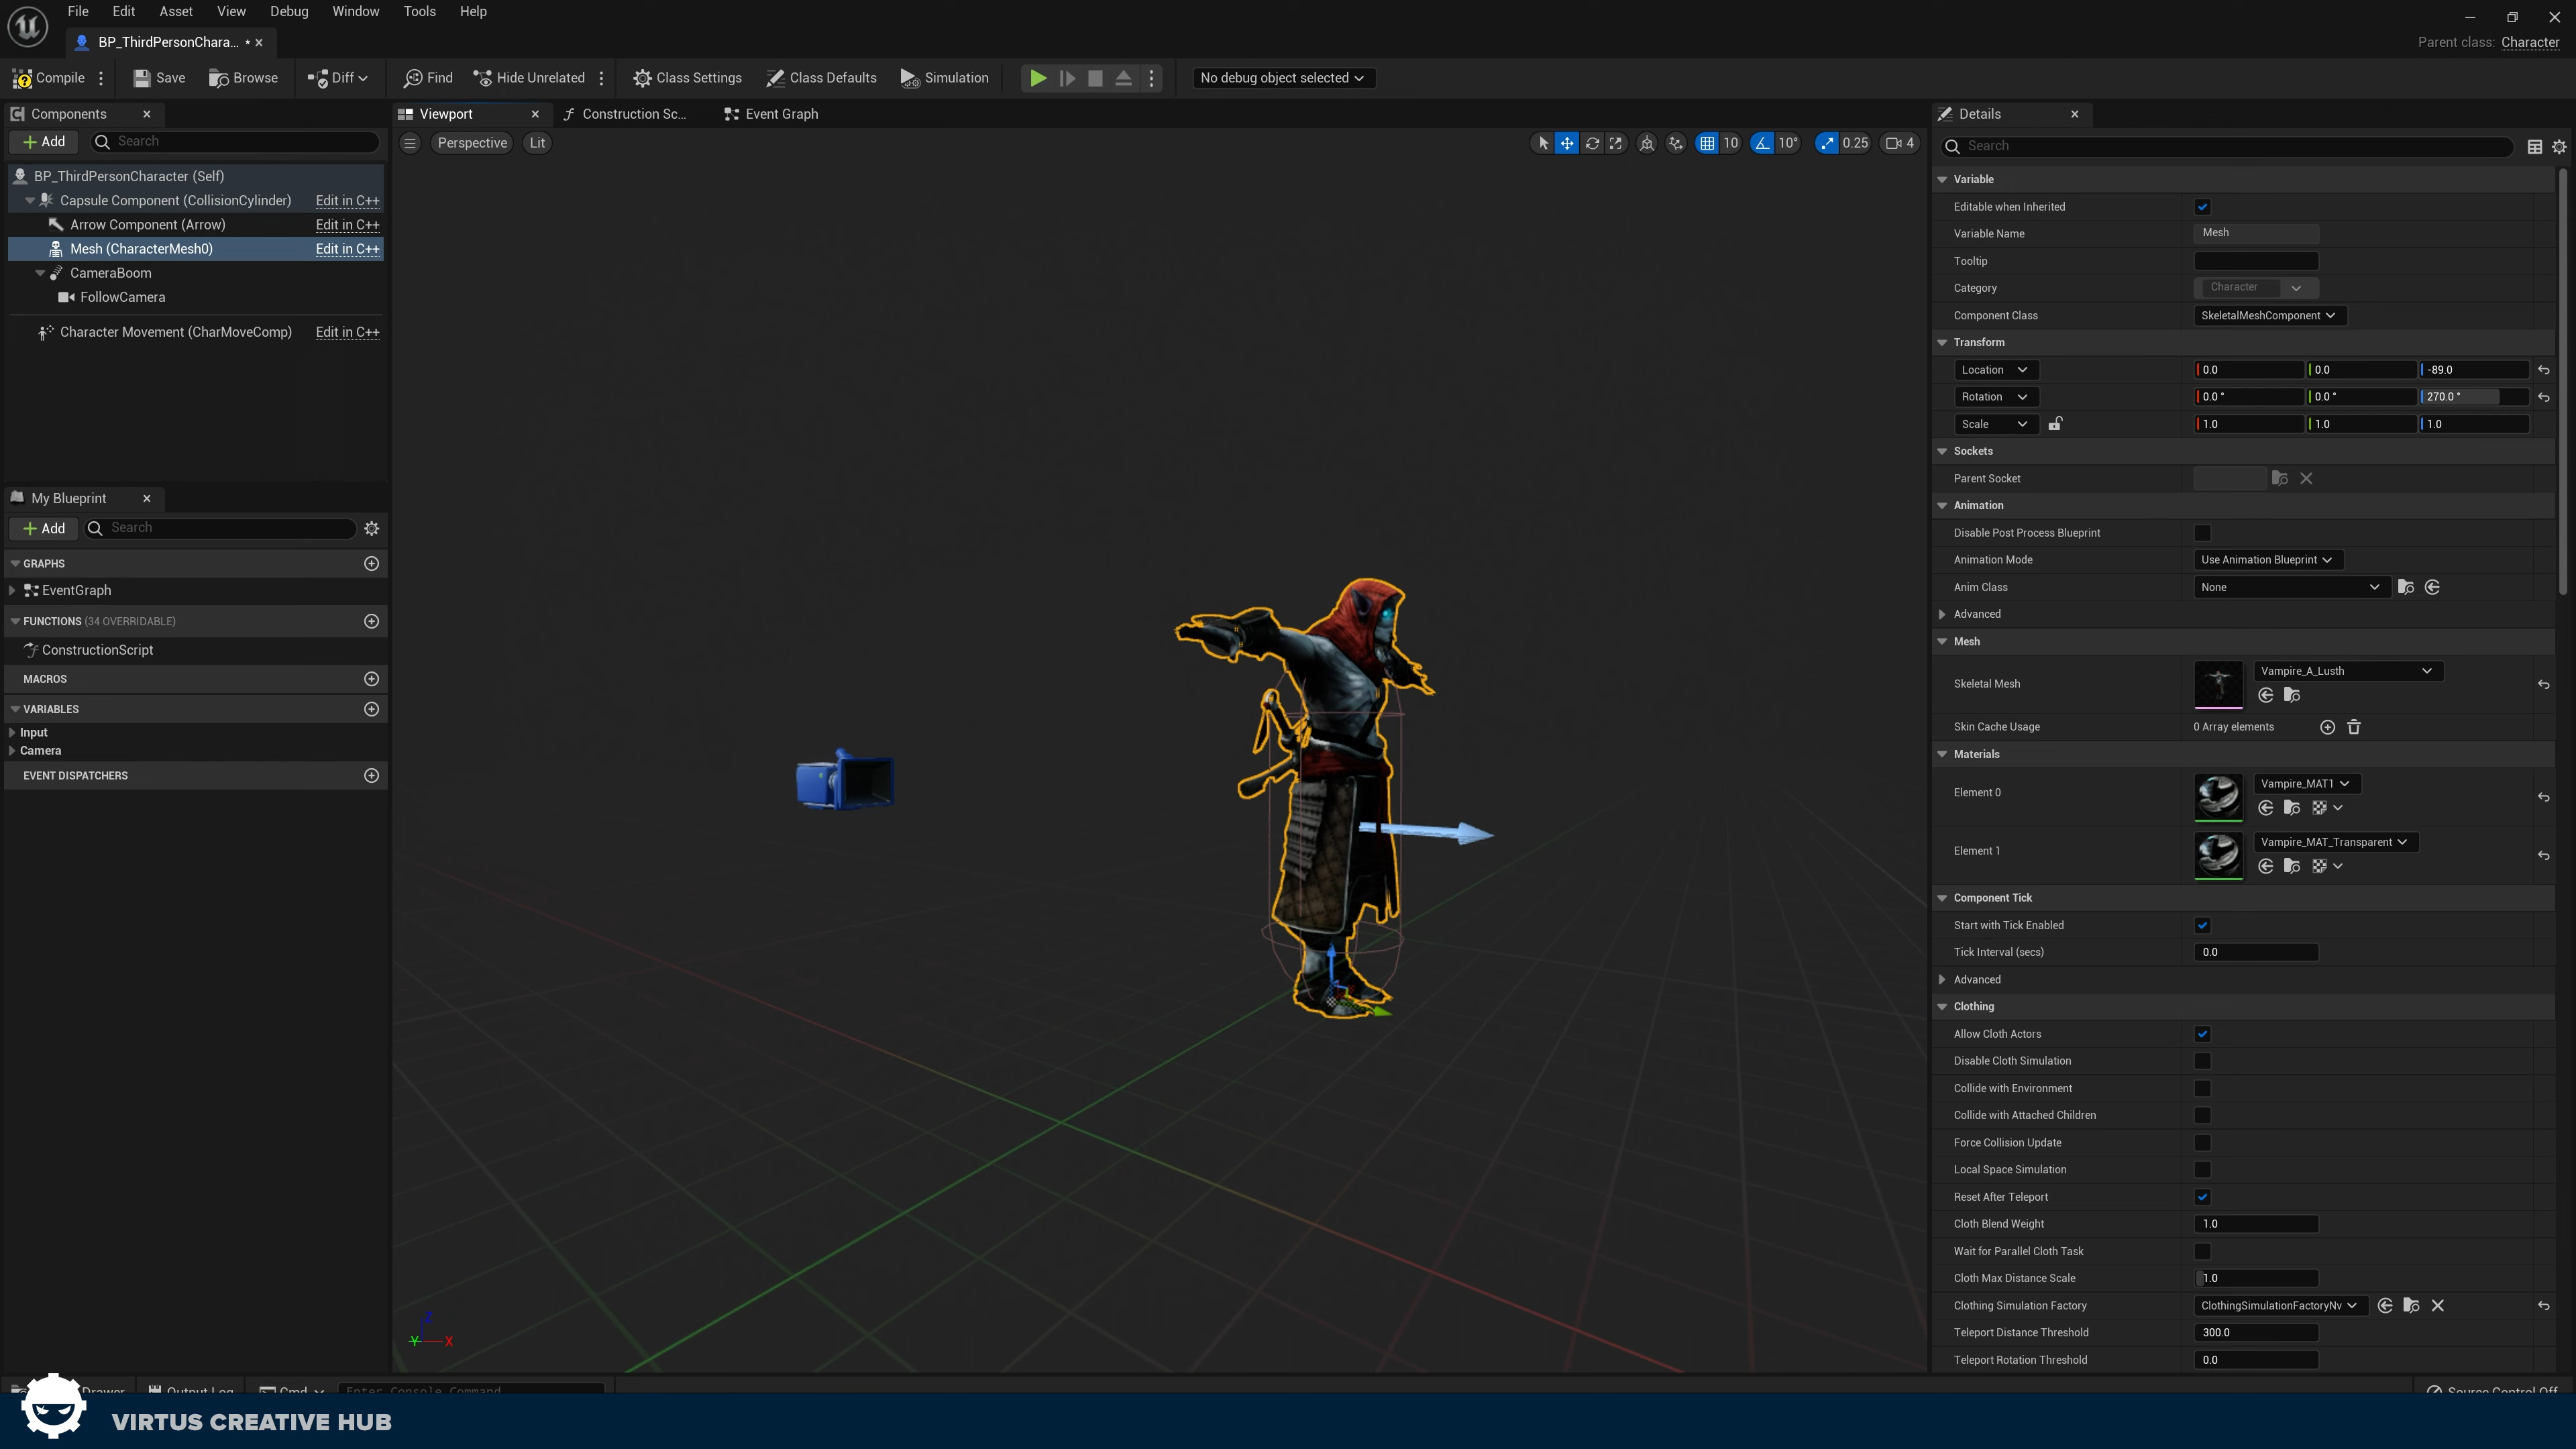 File Edit Asset View Debug Window Tools Help
BP_ThirdPersonChara... *
Parent class: Character
Compile Save Browse Diff Find Hide Unrelated Class Settings Class Defaults Simulation No debug object selected
Components
Add Search
BP_ThirdPersonCharacter (Self)
Capsule Component (CollisionCylinder) Edit in C++
Arrow Component (Arrow) Edit in C++
Mesh (CharacterMesh0) Edit in C++
CameraBoom
FollowCamera
Character Movement (CharMoveComp) Edit in C++
My Blueprint
Add Search
GRAPHS
EventGraph
FUNCTIONS (34 OVERRIDABLE)
ConstructionScript
MACROS
VARIABLES
Input
Camera
EVENT DISPATCHERS
Viewport Construction Sc... Event Graph
Perspective Lit 10 10° 0.25 4
Z
Y X
Details
Search
Variable
Editable when Inherited
Variable Name Mesh
Tooltip
Category Character
Component Class SkeletalMeshComponent
Transform
Location 0.0 0.0 -89.0
Rotation 0.0 ° 0.0 ° 270.0 °
Scale 1.0 1.0 1.0
Sockets
Parent Socket
Animation
Disable Post Process Blueprint
Animation Mode Use Animation Blueprint
Anim Class None
Advanced
Mesh
Skeletal Mesh Vampire_A_Lusth
Skin Cache Usage 0 Array elements
Materials
Element 0 Vampire_MAT1
Element 1 Vampire_MAT_Transparent
Component Tick
Start with Tick Enabled
Tick Interval (secs) 0.0
Advanced
Clothing
Allow Cloth Actors
Disable Cloth Simulation
Collide with Environment
Collide with Attached Children
Force Collision Update
Local Space Simulation
Reset After Teleport
Cloth Blend Weight 1.0
Wait for Parallel Cloth Task
Cloth Max Distance Scale 1.0
Clothing Simulation Factory ClothingSimulationFactoryNv
Teleport Distance Threshold 300.0
Teleport Rotation Threshold 0.0
Drawer Output Log Cmd Enter Console Command Source Control Off
VIRTUS CREATIVE HUB